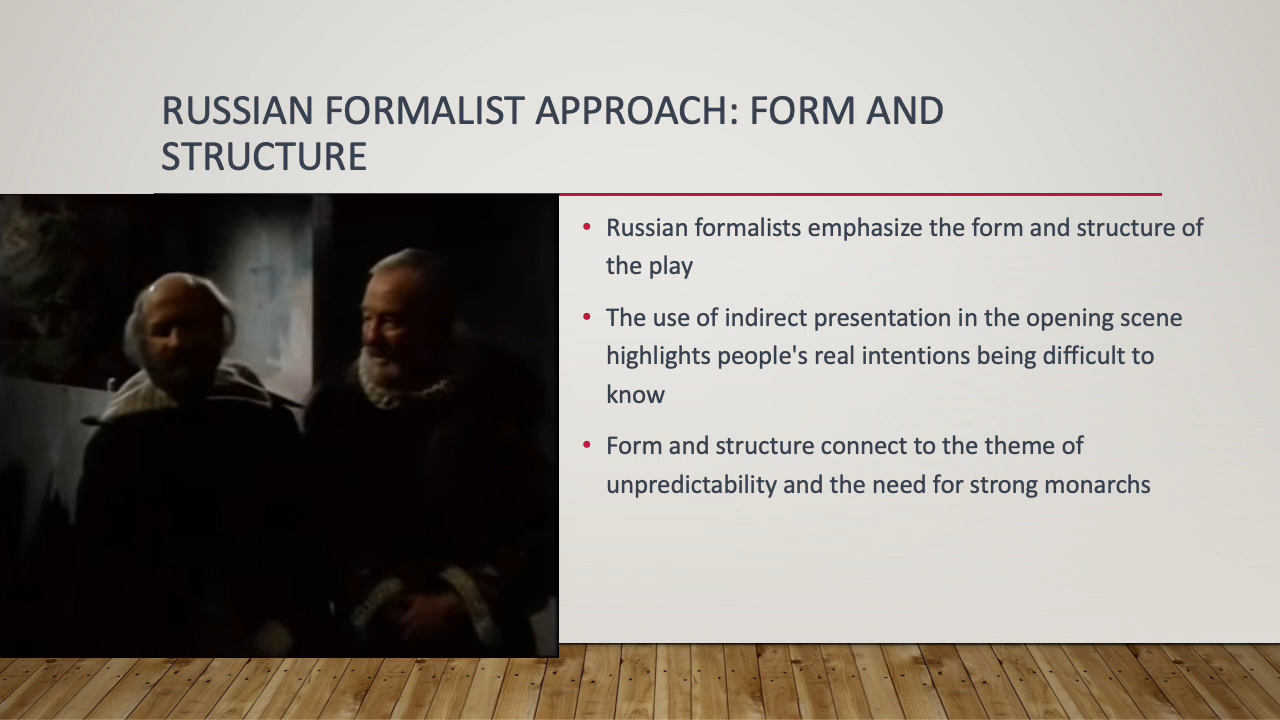 RUSSIAN FORMALIST APPROACH: FORM AND
STRUCTURE
• Russian formalists emphasize the form and structure of
the play
• The use of indirect presentation in the opening scene
highlights people's real intentions being difficult to
know
• Form and structure connect to the theme of
unpredictability and the need for strong monarchs